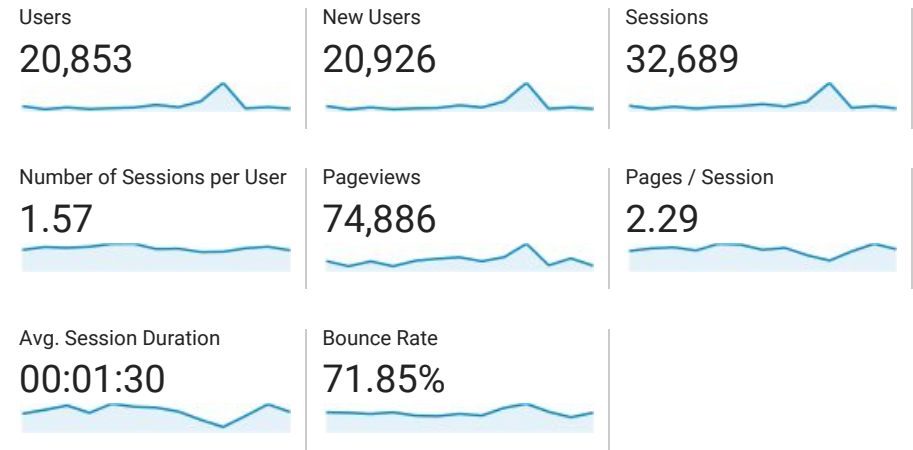 Users
20,853
New Users
20,926
Sessions
32,689
Number of Sessions per User
1.57
Pageviews
74,886
Pages / Session
2.29
Avg. Session Duration
00:01:30
Bounce Rate
71.85%